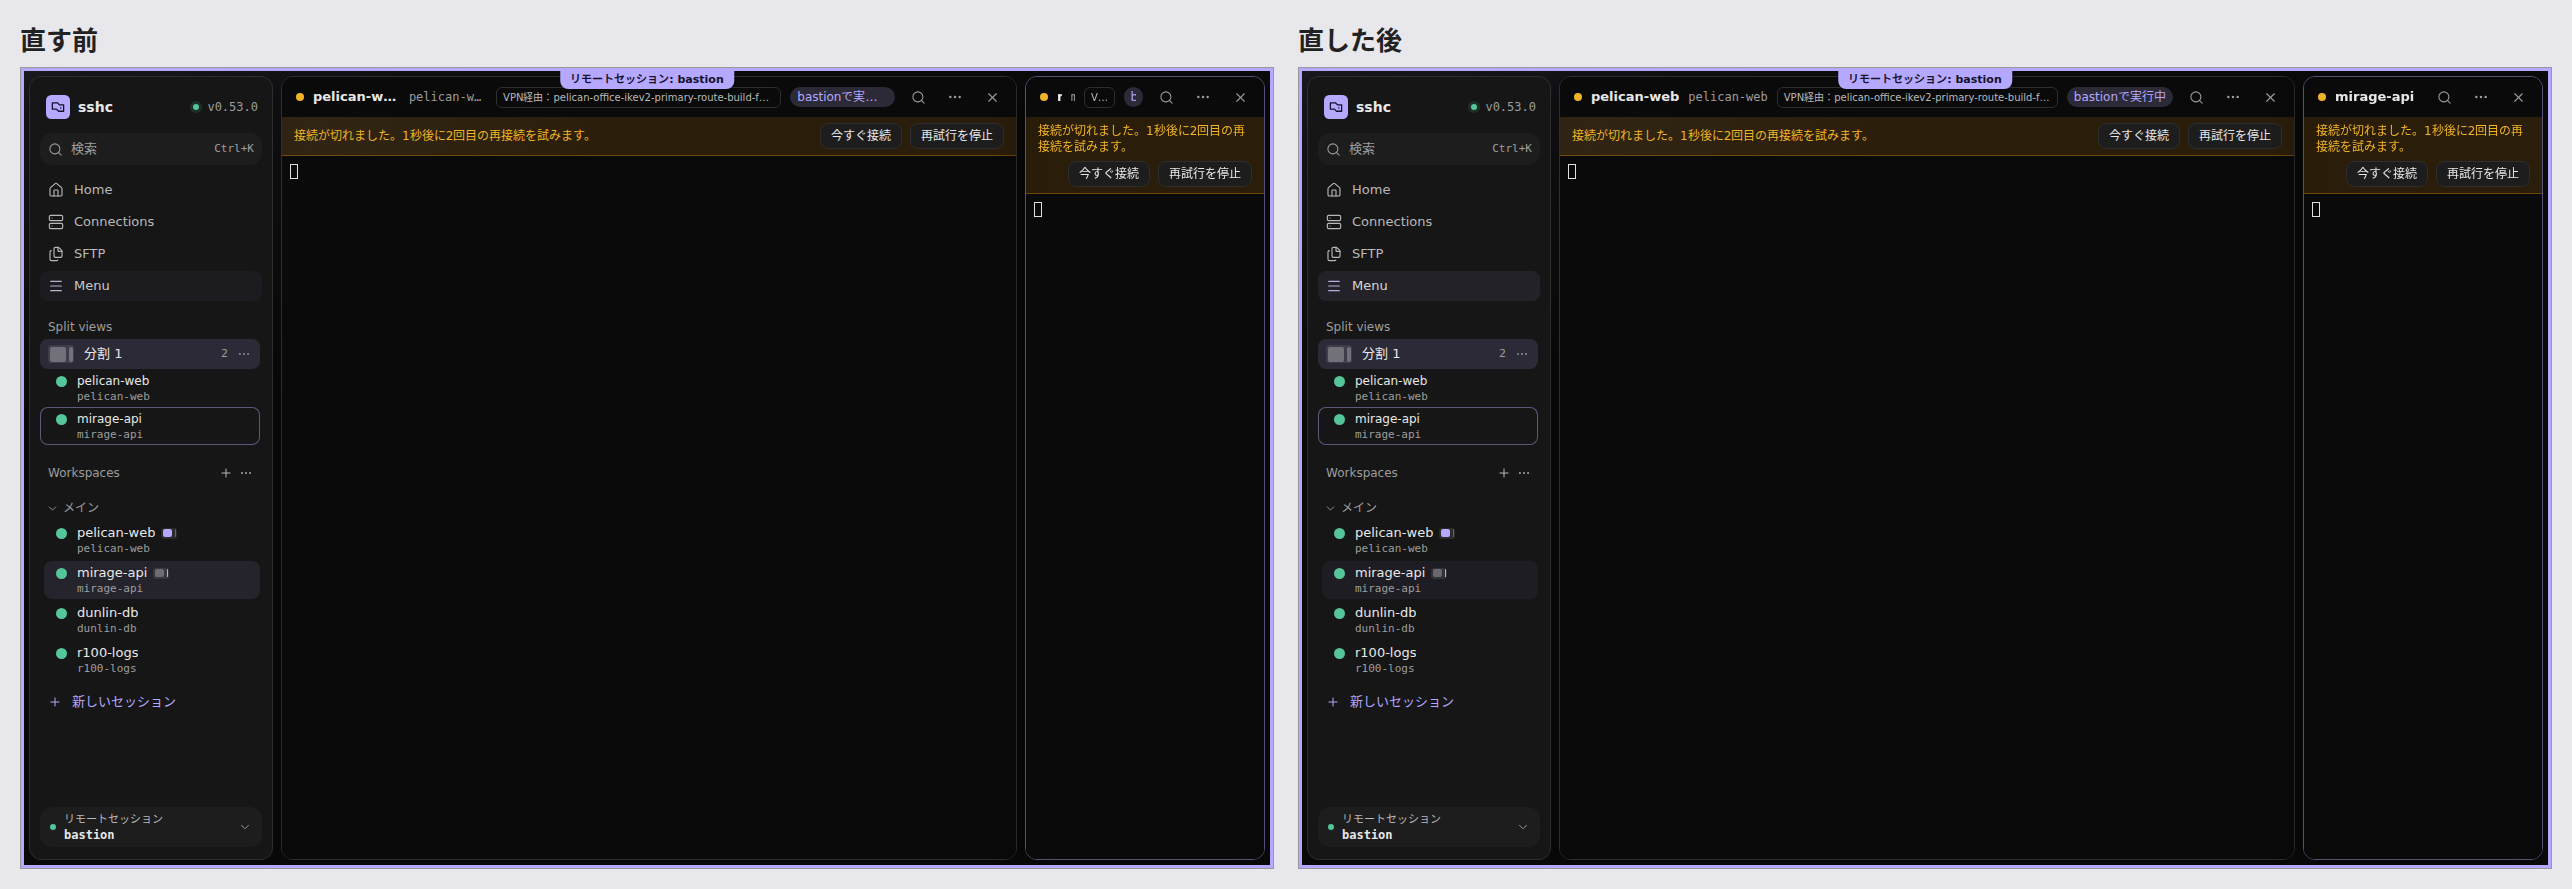 直す前
リモートセッション: bastion
sshc
v0.53.0
検索
Ctrl+K
Home
Connections
SFTP
Menu
Split views
分割 1
2
pelican-web
pelican-web
mirage-api
mirage-api
Workspaces
メイン
pelican-web
pelican-web
mirage-api
mirage-api
dunlin-db
dunlin-db
r100-logs
r100-logs
新しいセッション
リモートセッション
bastion
pelican-w… pelican-w… VPN経由：pelican-office-ikev2-primary-route-build-f… bastionで実…
接続が切れました。1秒後に2回目の再接続を試みます。
今すぐ接続 再試行を停止
V…
接続が切れました。1秒後に2回目の再
接続を試みます。
今すぐ接続 再試行を停止
直した後
リモートセッション: bastion
sshc
v0.53.0
検索
Ctrl+K
Home
Connections
SFTP
Menu
Split views
分割 1
2
pelican-web
pelican-web
mirage-api
mirage-api
Workspaces
メイン
pelican-web
pelican-web
mirage-api
mirage-api
dunlin-db
dunlin-db
r100-logs
r100-logs
新しいセッション
リモートセッション
bastion
pelican-web pelican-web VPN経由：pelican-office-ikev2-primary-route-build-f… bastionで実行中
接続が切れました。1秒後に2回目の再接続を試みます。
今すぐ接続 再試行を停止
mirage-api
接続が切れました。1秒後に2回目の再
接続を試みます。
今すぐ接続 再試行を停止